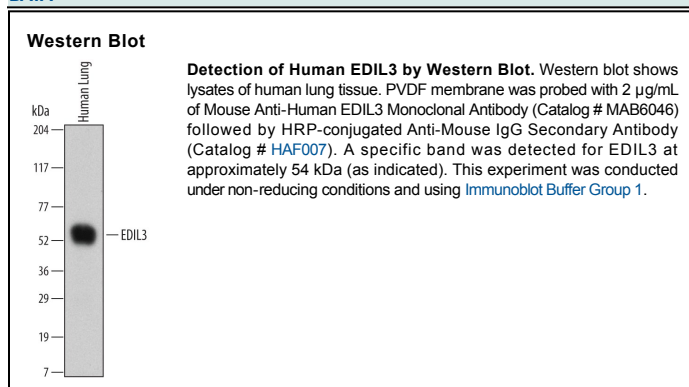 Western Blot
Human Lung
kDa
204
117
77
52
EDIL3
36
29
19
7
Detection of Human EDIL3 by Western Blot. Western blot shows
lysates of human lung tissue. PVDF membrane was probed with 2 µg/mL
of Mouse Anti-Human EDIL3 Monoclonal Antibody (Catalog # MAB6046)
followed by HRP-conjugated Anti-Mouse IgG Secondary Antibody
(Catalog # HAF007). A specific band was detected for EDIL3 at
approximately 54 kDa (as indicated). This experiment was conducted
under non-reducing conditions and using Immunoblot Buffer Group 1.